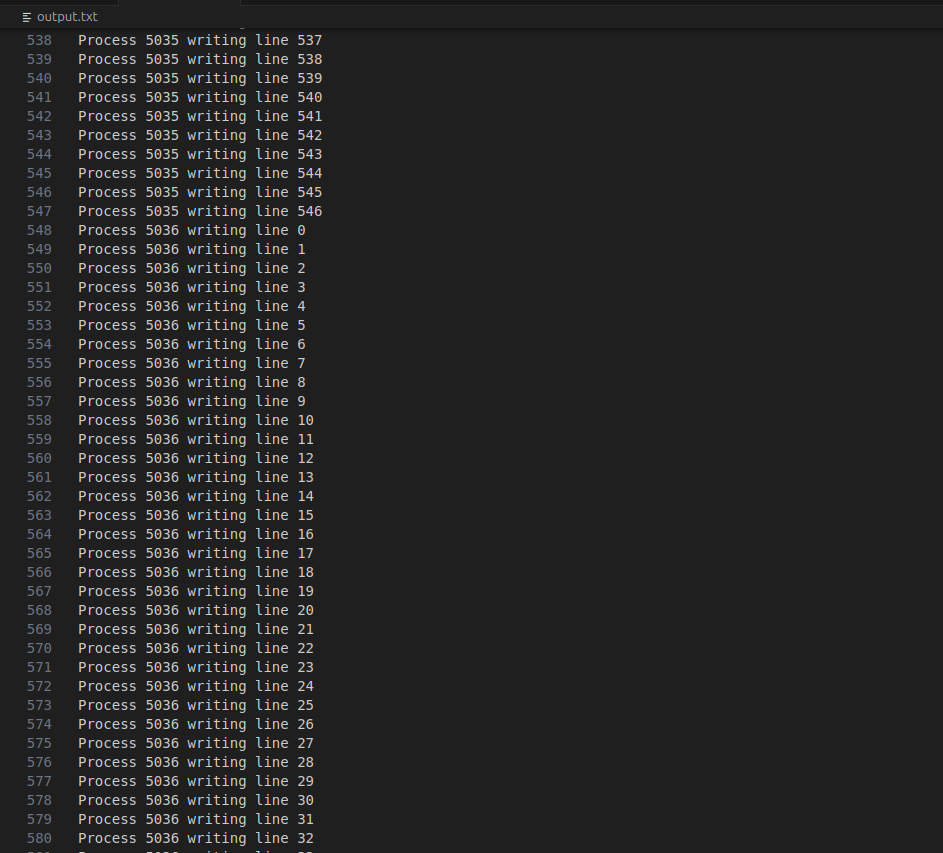 output.txt
538 Process 5035 writing line 537
539 Process 5035 writing line 538
540 Process 5035 writing line 539
541 Process 5035 writing line 540
542 Process 5035 writing line 541
543 Process 5035 writing line 542
544 Process 5035 writing line 543
545 Process 5035 writing line 544
546 Process 5035 writing line 545
547 Process 5035 writing line 546
548 Process 5036 writing line 0
549 Process 5036 writing line 1
550 Process 5036 writing line 2
551 Process 5036 writing line 3
552 Process 5036 writing line 4
553 Process 5036 writing line 5
554 Process 5036 writing line 6
555 Process 5036 writing line 7
556 Process 5036 writing line 8
557 Process 5036 writing line 9
558 Process 5036 writing line 10
559 Process 5036 writing line 11
560 Process 5036 writing line 12
561 Process 5036 writing line 13
562 Process 5036 writing line 14
563 Process 5036 writing line 15
564 Process 5036 writing line 16
565 Process 5036 writing line 17
566 Process 5036 writing line 18
567 Process 5036 writing line 19
568 Process 5036 writing line 20
569 Process 5036 writing line 21
570 Process 5036 writing line 22
571 Process 5036 writing line 23
572 Process 5036 writing line 24
573 Process 5036 writing line 25
574 Process 5036 writing line 26
575 Process 5036 writing line 27
576 Process 5036 writing line 28
577 Process 5036 writing line 29
578 Process 5036 writing line 30
579 Process 5036 writing line 31
580 Process 5036 writing line 32